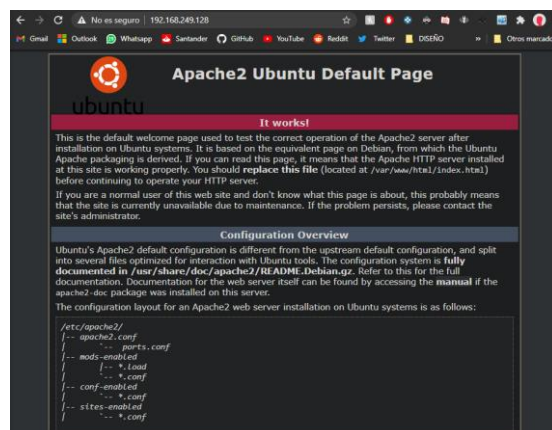 No es seguro | 192.168.249.128
Gmail Outlook Whatsapp Santander GitHub YouTube Reddit Twitter DISEÑO » Otros marcado
ubuntu
Apache2 Ubuntu Default Page
It works!
This is the default welcome page used to test the correct operation of the Apache2 server after
installation on Ubuntu systems. It is based on the equivalent page on Debian, from which the Ubuntu
Apache packaging is derived. If you can read this page, it means that the Apache HTTP server installed
at this site is working properly. You should replace this file (located at /var/www/html/index.html)
before continuing to operate your HTTP server.
If you are a normal user of this web site and don't know what this page is about, this probably means
that the site is currently unavailable due to maintenance. If the problem persists, please contact the
site's administrator.
Configuration Overview
Ubuntu's Apache2 default configuration is different from the upstream default configuration, and split
into several files optimized for interaction with Ubuntu tools. The configuration system is fully
documented in /usr/share/doc/apache2/README.Debian.gz. Refer to this for the full
documentation. Documentation for the web server itself can be found by accessing the manual if the
apache2-doc package was installed on this server.
The configuration layout for an Apache2 web server installation on Ubuntu systems is as follows:
/etc/apache2/
|-- apache2.conf
|       `--  ports.conf
|-- mods-enabled
|       |-- *.load
|       `-- *.conf
|-- conf-enabled
|       `-- *.conf
|-- sites-enabled
|       `-- *.conf